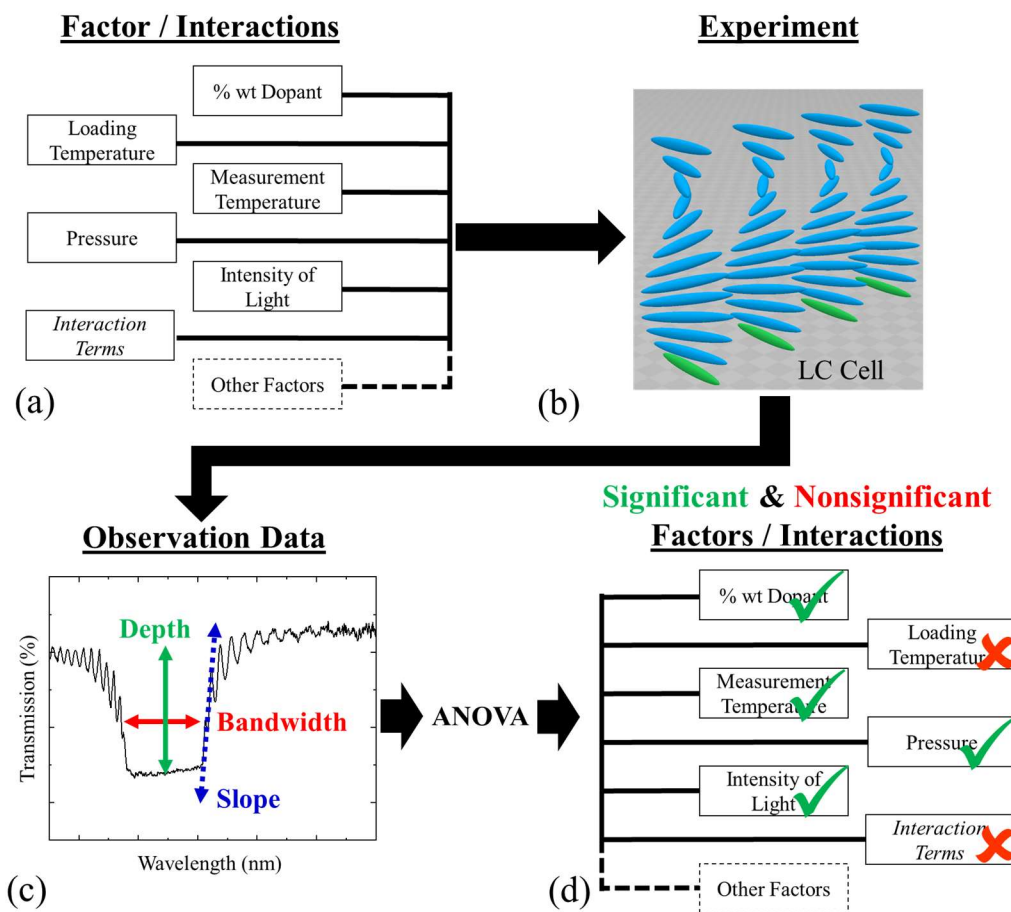 Factor / Interactions
% wt Dopant
Loading
Temperature
Measurement
Temperature
Pressure
Intensity of
Light
Interaction
Terms
Other Factors
(a)
Experiment
LC Cell
(b)
Observation Data
Transmission (%)
Depth
Bandwidth
Slope
Wavelength (nm)
(c)
ANOVA
Significant & Nonsignificant
Factors / Interactions
% wt Dopant
Loading
Temperatur
Measurement
Temperature
Pressure
Intensity of
Light
Interaction
Terms
Other Factors
(d)